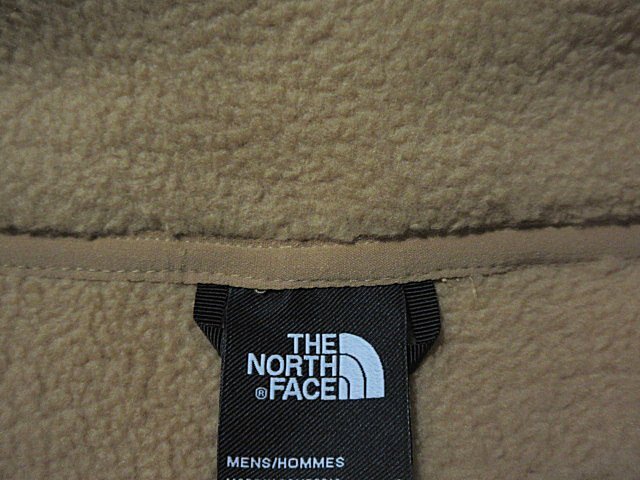 THE
NORTH
® FACE
MENS/HOMMES